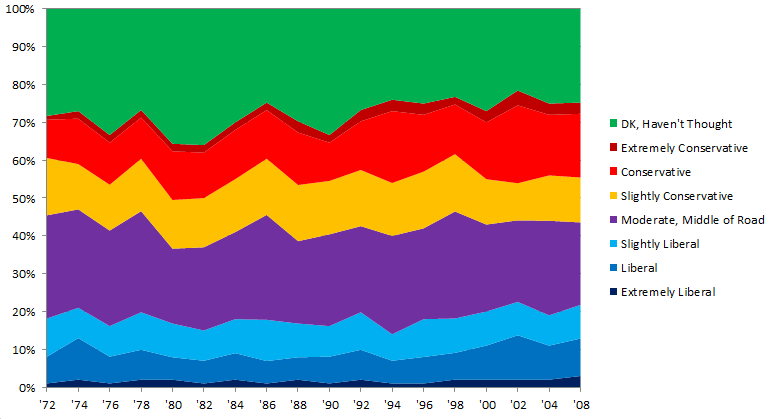 100%
90%
80%
70%
60%
50%
40%
30%
20%
10%
0%
'72 '74 '76 '78 '80 '82 '84 '86 '88 '90 '92 '94 '96 '98 '00 '02 '04 '08
DK, Haven't Thought
Extremely Conservative
Conservative
Slightly Conservative
Moderate, Middle of Road
Slightly Liberal
Liberal
Extremely Liberal